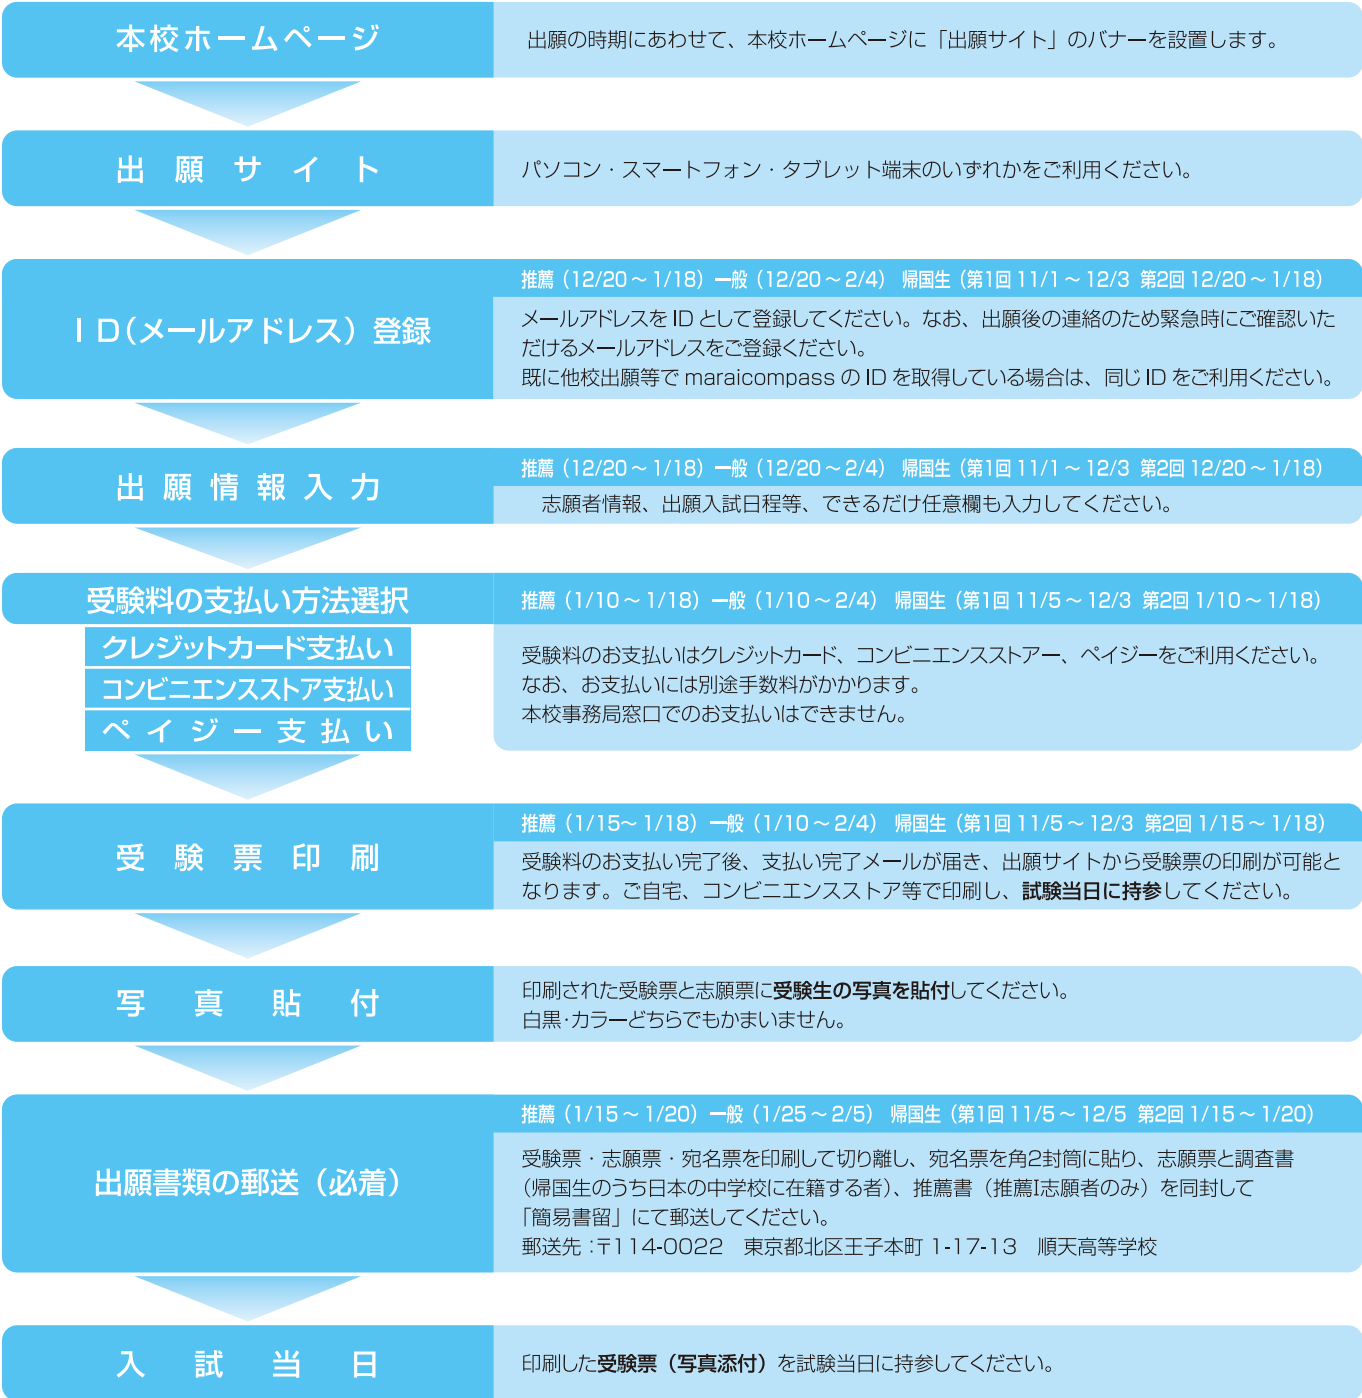 本校ホームページ
出願の時期にあわせて、本校ホームページに「出願サイト」のバナーを設置します。
出願サイト
パソコン・スマートフォン・タブレット端末のいずれかをご利用ください。
ＩＤ（メールアドレス）登録
推薦（12/20～1/18）一般（12/20～2/4） 帰国生（第1回 11/1～12/3 第2回 12/20～1/18）
メールアドレスを ID として登録してください。なお、出願後の連絡のため緊急時にご確認いた
だけるメールアドレスをご登録ください。
既に他校出願等で maraicompass の ID を取得している場合は、同じ ID をご利用ください。
出願情報入力
推薦（12/20～1/18）一般（12/20～2/4） 帰国生（第1回 11/1～12/3 第2回 12/20～1/18）
志願者情報、出願入試日程等、できるだけ任意欄も入力してください。
受験料の支払い方法選択
推薦（1/10～1/18）一般（1/10～2/4） 帰国生（第1回 11/5～12/3 第2回 1/10～1/18）
クレジットカード支払い
コンビニエンスストア支払い
ペイジー支払い
受験料のお支払いはクレジットカード、コンビニエンスストアー、ペイジーをご利用ください。
なお、お支払いには別途手数料がかかります。
本校事務局窓口でのお支払いはできません。
受験票印刷
推薦（1/15～1/18）一般（1/10～2/4） 帰国生（第1回 11/5～12/3 第2回 1/15～1/18）
受験料のお支払い完了後、支払い完了メールが届き、出願サイトから受験票の印刷が可能と
なります。ご自宅、コンビニエンスストア等で印刷し、試験当日に持参してください。
写真貼付
印刷された受験票と志願票に受験生の写真を貼付してください。
白黒・カラーどちらでもかまいません。
出願書類の郵送（必着）
推薦（1/15～1/20）一般（1/25～2/5） 帰国生（第1回 11/5～12/5 第2回 1/15～1/20）
受験票・志願票・宛名票を印刷して切り離し、宛名票を角2封筒に貼り、志願票と調査書
（帰国生のうち日本の中学校に在籍する者）、推薦書（推薦I志願者のみ）を同封して
「簡易書留」にて郵送してください。
郵送先：〒114-0022 東京都北区王子本町 1-17-13 順天高等学校
入試当日
印刷した受験票（写真添付）を試験当日に持参してください。